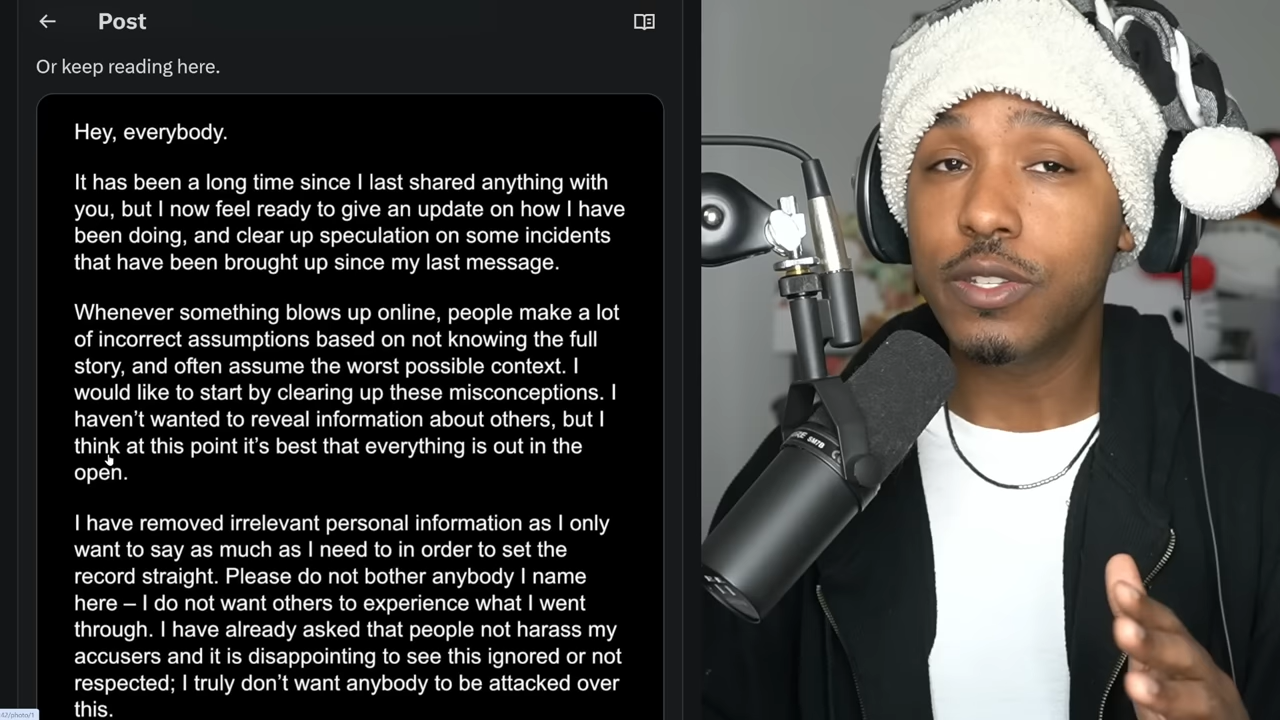 Post
Or keep reading here.
Hey, everybody.
It has been a long time since I last shared anything with
you, but I now feel ready to give an update on how I have
been doing, and clear up speculation on some incidents
that have been brought up since my last message.
Whenever something blows up online, people make a lot
of incorrect assumptions based on not knowing the full
story, and often assume the worst possible context. I
would like to start by clearing up these misconceptions. I
haven’t wanted to reveal information about others, but I
think at this point it’s best that everything is out in the
open.
I have removed irrelevant personal information as I only
want to say as much as I need to in order to set the
record straight. Please do not bother anybody I name
here – I do not want others to experience what I went
through. I have already asked that people not harass my
accusers and it is disappointing to see this ignored or not
respected; I truly don’t want anybody to be attacked over
this.
42/photo/1
SM7B